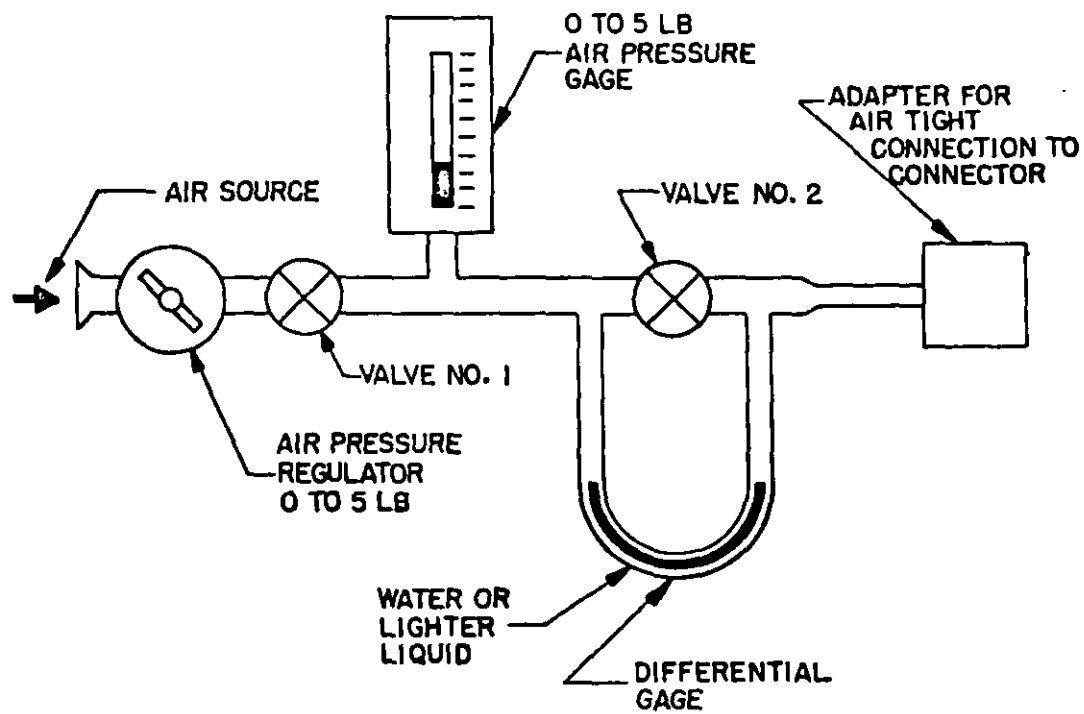 0 TO 5 LB
AIR PRESSURE
GAGE
ADAPTER FOR
AIR TIGHT
CONNECTION TO
CONNECTOR
AIR SOURCE
VALVE NO. 2
VALVE NO. 1
AIR PRESSURE
REGULATOR
0 TO 5 LB
WATER OR
LIGHTER
LIQUID
DIFFERENTIAL
GAGE